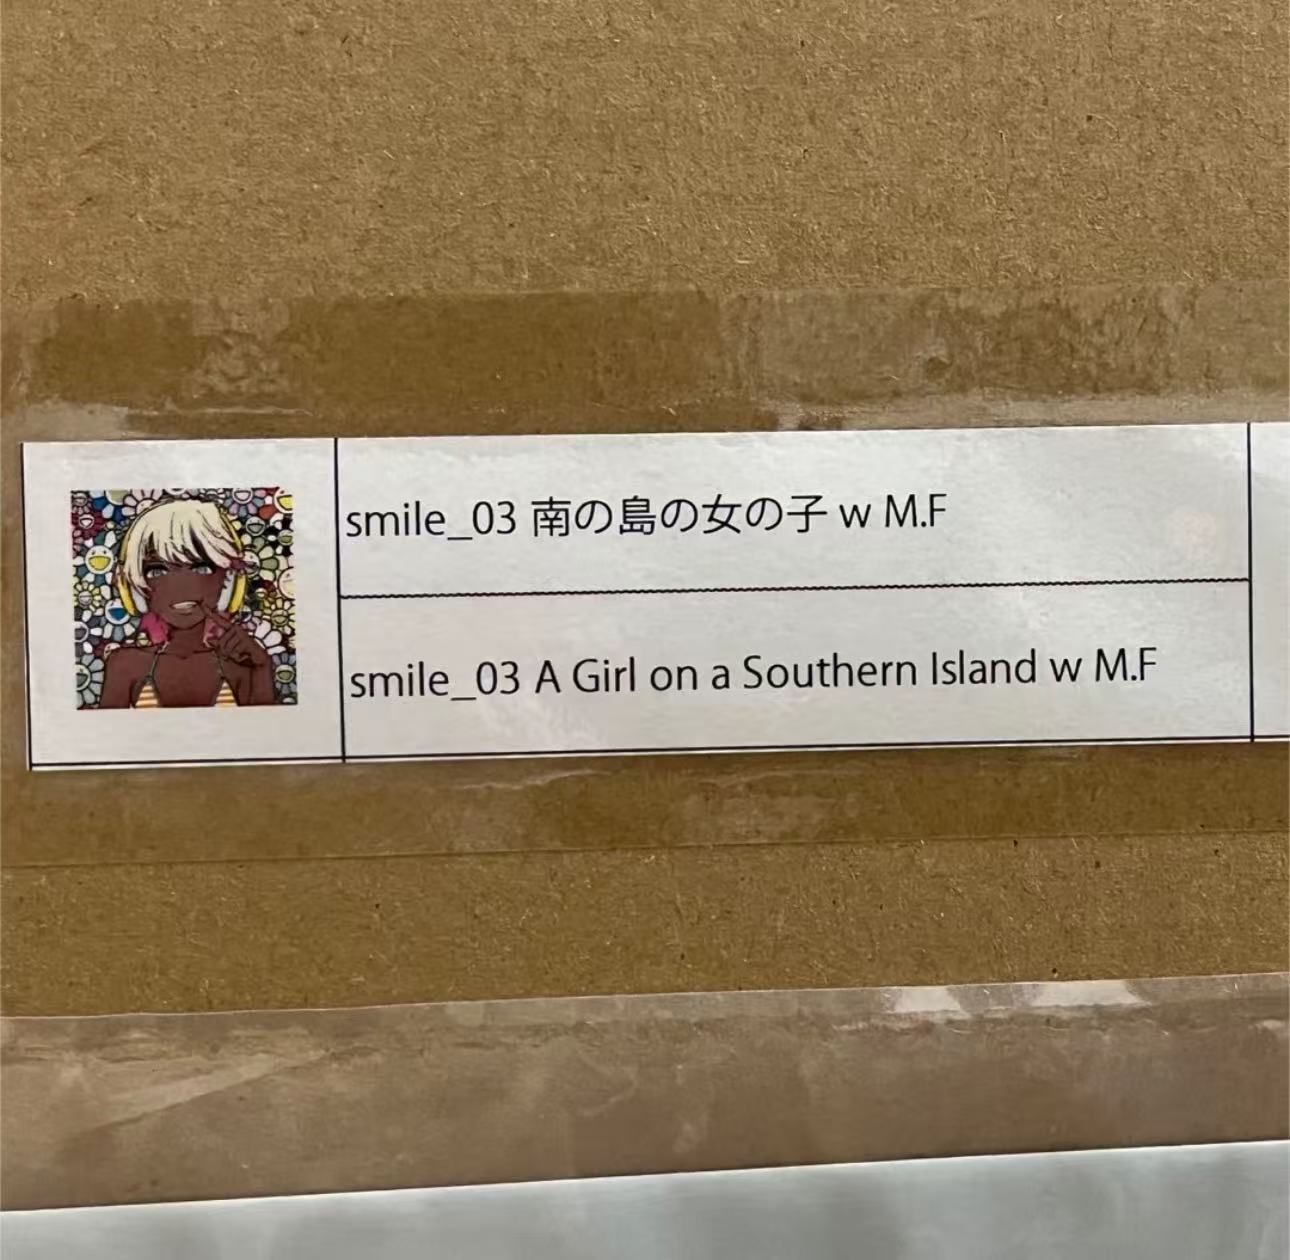 smile_03 南の島の女の子 w M.F
smile_03 A Girl on a Southern Island w M.F